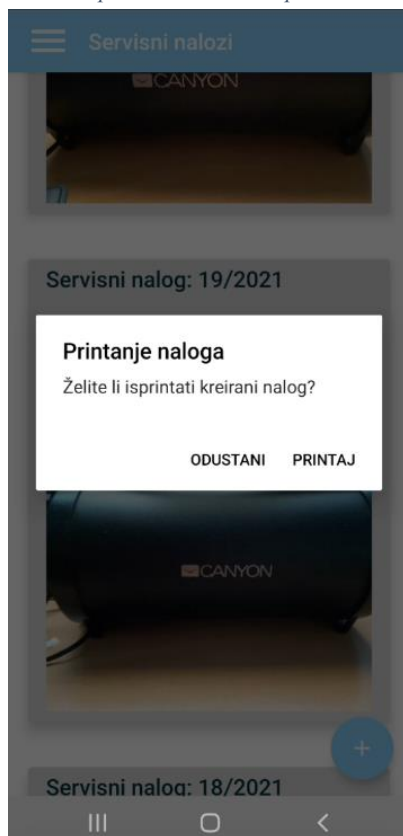 Servisni nalozi
CANYON
Servisni nalog: 19/2021
Printanje naloga
Želite li isprintati kreirani nalog?
ODUSTANI PRINTAJ
CANYON
+
Servisni nalog: 18/2021